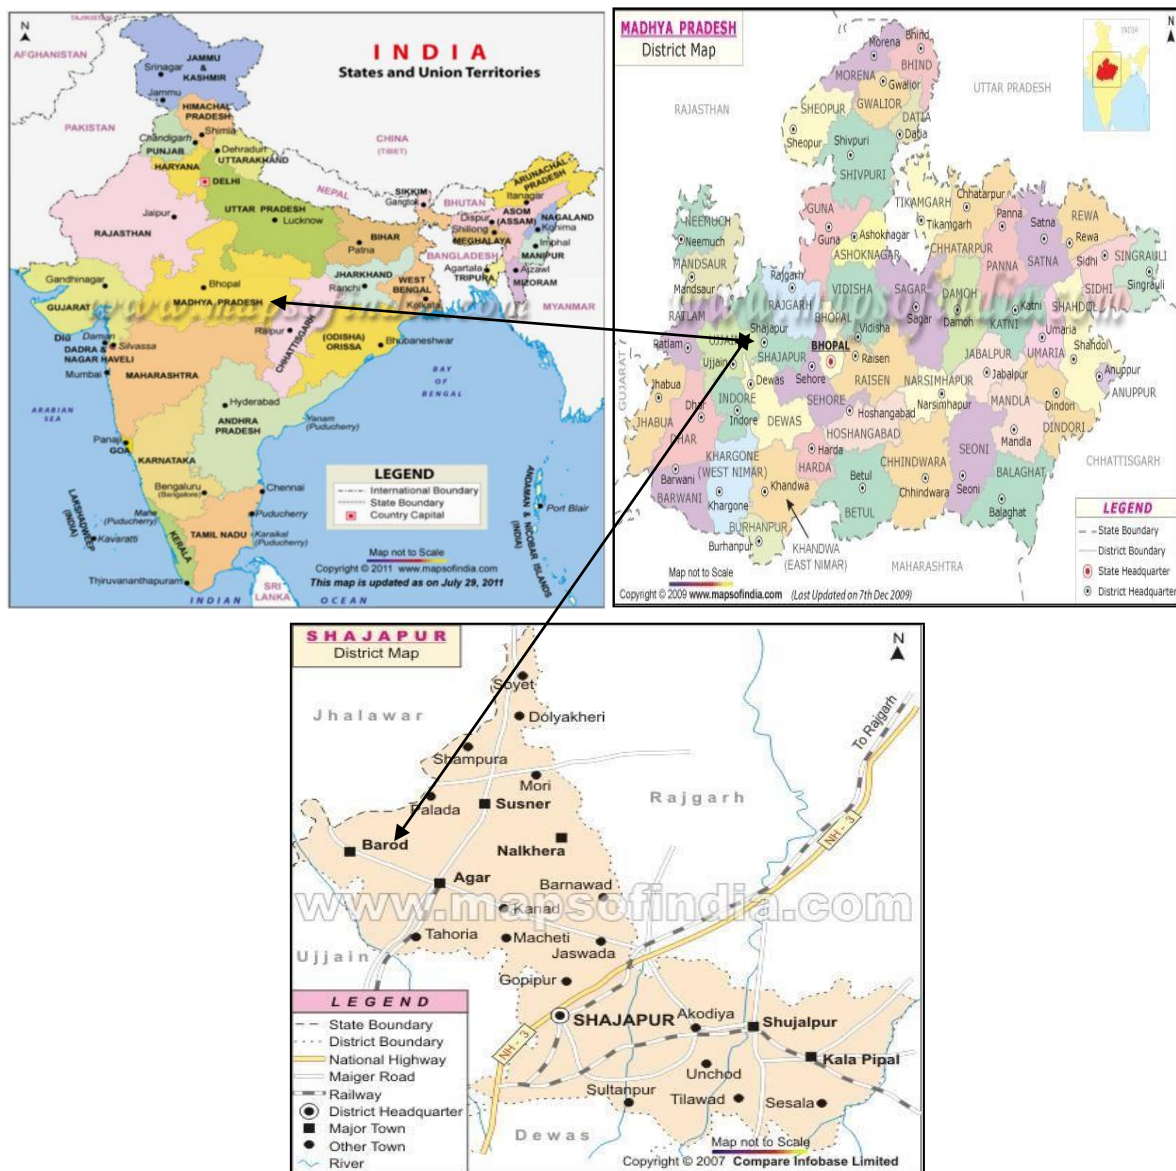 INDIA
States and Union Territories
N
TAJIKISTAN
AFGHANISTAN
JAMMU & KASHMIR
Srinagar
Jammu
HIMACHAL PRADESH
Shimla
PAKISTAN
Chandigarh
PUNJAB
Dehradun
UTTARAKHAND
HARYANA
DELHI
CHINA
(TIBET)
NEPAL
SIKKIM
Gangtok
BHUTAN
ARUNACHAL PRADESH
Itanagar
Jaipur
UTTAR PRADESH
Lucknow
RAJASTHAN
BIHAR
Patna
Dispur
ASOM (ASSAM)
NAGALAND
Kohima
Shillong
MEGHALAYA
Imphal
MANIPUR
BANGLADESH
Agartala
TRIPURA
Aizawl
MIZORAM
MYANMAR
Gandhinagar
GUJARAT
Bhopal
MADHYA PRADESH
JHARKHAND
Ranchi
WEST BENGAL
Kolkata
www.mapsofindia.com
Raipur
CHHATTISGARH
(ODISHA) ORISSA
Bhubaneshwar
Diu
Daman
Silvassa
DADRA & NAGAR HAVELI
Mumbai
MAHARASHTRA
ARABIAN SEA
BAY OF BENGAL
Hyderabad
ANDHRA PRADESH
Yanam (Puducherry)
Panaji
GOA
KARNATAKA
Bengaluru
(Bangalore)
Chennai
Mahe (Puducherry)
Puducherry
Karaikal (Puducherry)
TAMIL NADU
KERALA
LAKSHADWEEP (INDIA)
Kavaratti
Thiruvananthapuram
SRI LANKA
INDIAN OCEAN
ANDAMAN & NICOBAR ISLANDS (INDIA)
Port Blair
LEGEND
International Boundary
State Boundary
Country Capital
Map not to Scale
Copyright © 2011 www.mapsofindia.com
This map is updated as on July 29, 2011
MADHYA PRADESH
District Map
N
INDIA
RAJASTHAN
UTTAR PRADESH
Morena
MORENA
Bhind
BHIND
Gwalior
GWALIOR
SHEOPUR
Sheopur
DATIA
Datia
Shivpuri
SHIVPURI
TIKAMGARH
Tikamgarh
Chhatarpur
CHHATARPUR
Panna
PANNA
Satna
SATNA
REWA
Rewa
Sidhi
SIDHI
SINGRAULI
Singrauli
NEEMUCH
Neemuch
MANDSAUR
Mandsaur
GUNA
Guna
Ashoknagar
ASHOKNAGAR
Rajgarh
RAJGARH
VIDISHA
Vidisha
SAGAR
Sagar
DAMOH
Damoh
Katni
KATNI
SHAHDOL
Shahdol
Umaria
UMARIA
RATLAM
Ratlam
UJJAIN
Ujjain
Shajapur
SHAJAPUR
BHOPAL
BHOPAL
Raisen
RAISEN
JABALPUR
Jabalpur
Anuppur
ANUPPUR
GUJARAT
Jhabua
JHABUA
Dhar
DHAR
INDORE
Indore
Dewas
DEWAS
Sehore
SEHORE
Hoshangabad
HOSHANGABAD
NARSIMHAPUR
Narsimhapur
MANDLA
Mandla
Dindori
DINDORI
SEONI
Seoni
BALAGHAT
Balaghat
CHHATTISGARH
Barwani
BARWANI
KHARGONE
(WEST NIMAR)
Khargone
Khandwa
Harda
HARDA
Betul
BETUL
CHHINDWARA
Chhindwara
BURHANPUR
Burhanpur
KHANDWA
(EAST NIMAR)
MAHARASHTRA
www.mapsofindia.com
LEGEND
State Boundary
District Boundary
State Headquarter
District Headquarter
Map not to Scale
Copyright © 2009 www.mapsofindia.com (Last Updated on 7th Dec 2009)
SHAJAPUR
District Map
N
Jhalawar
Soyet
Dolyakheri
Shampura
Mori
Palada
Susner
Rajgarh
To Rajgarh
NH - 3
Barod
Nalkhera
Agar
Barnawad
www.mapsofindia.com
Kanad
Tahoria
Macheti
Jaswada
Ujjain
Gopipur
SHAJAPUR
Akodiya
Shujalpur
Kala Pipal
NH - 3
Unchod
Sultanpur
Tilawad
Sesala
Dewas
LEGEND
State Boundary
District Boundary
National Highway
Maiger Road
Railway
District Headquarter
Major Town
Other Town
River
Map not to Scale
Copyright © 2007 Compare Infobase Limited